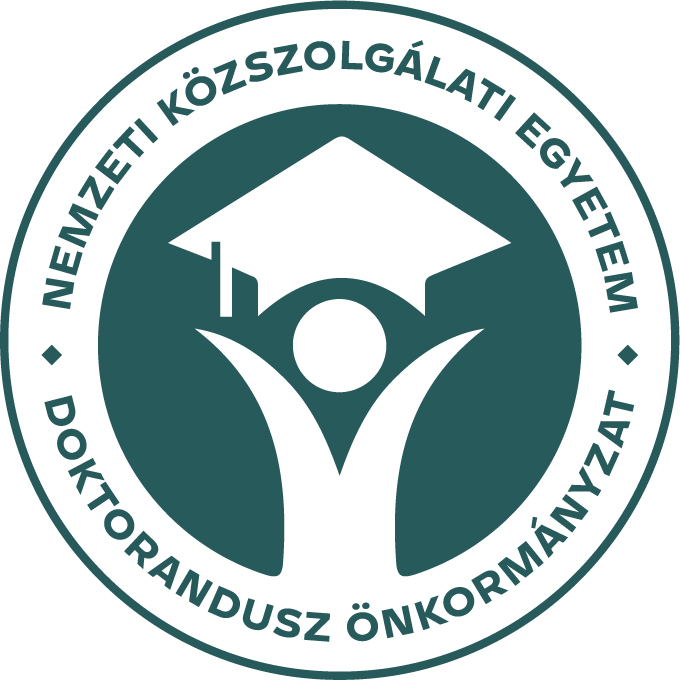 NEMZETI KÖZSZOLGÁLATI EGYETEM
DOKTORANDUSZ ÖNKORMÁNYZAT